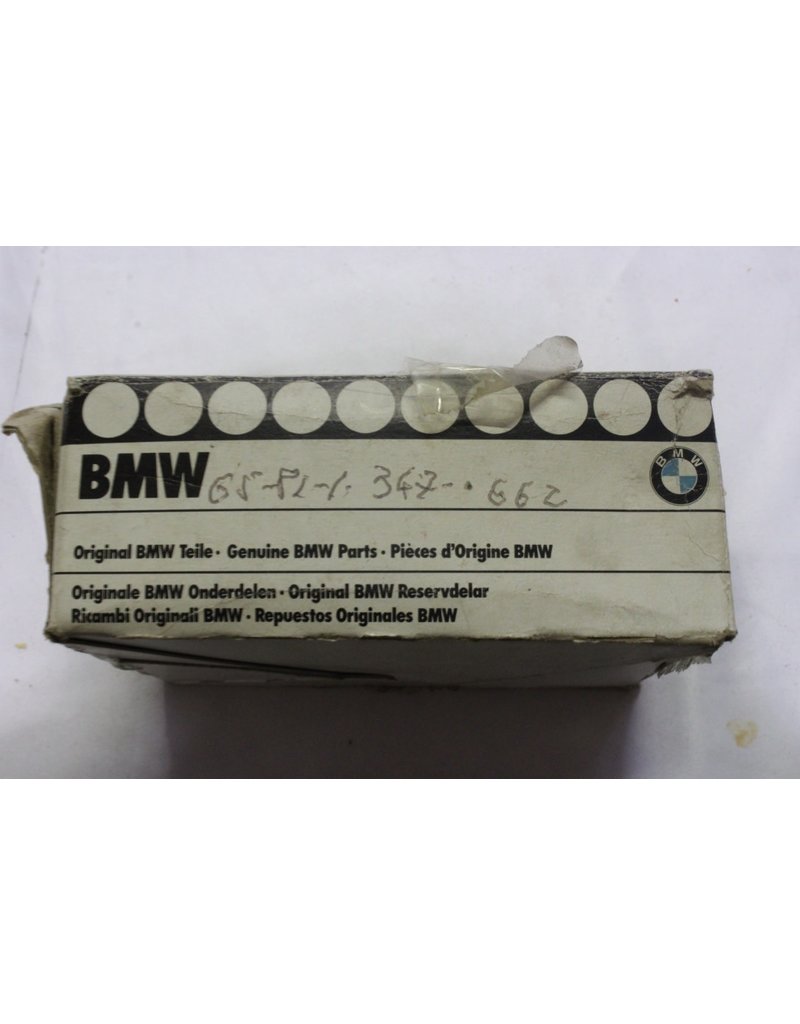 BMW 65-81-1. 347-. 662
BMW
Original BMW Teile · Genuine BMW Parts · Pièces d'Origine BMW
Originale BMW Onderdelen · Original BMW Reservdelar
Ricambi Originali BMW · Repuestos Originales BMW